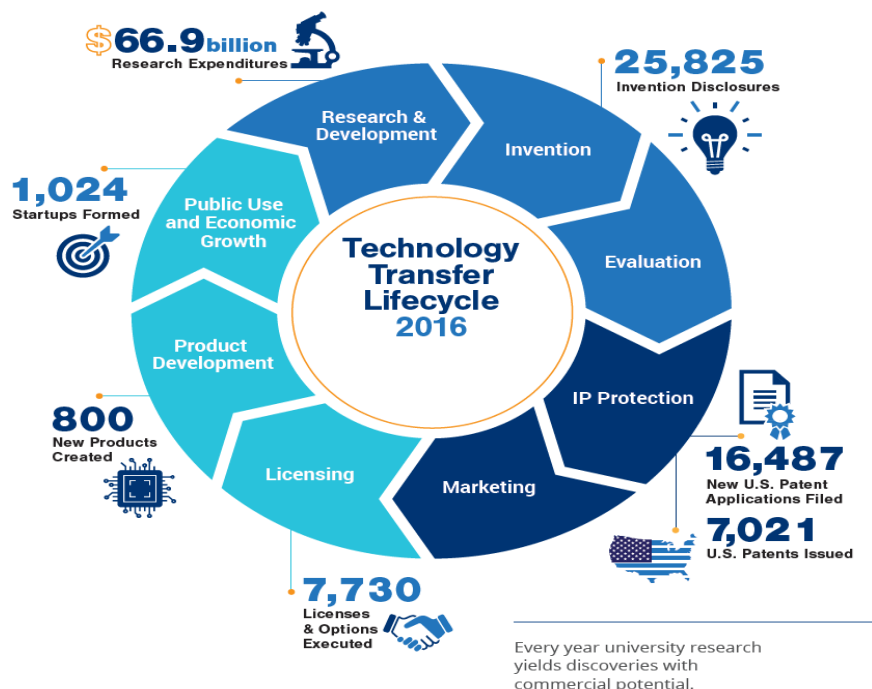 $66.9 billion
Research Expenditures
25,825
Invention Disclosures
Research &
Development
Invention
1,024
Startups Formed
Public Use
and Economic
Growth
Technology
Transfer
Lifecycle
2016
Evaluation
Product
Development
IP Protection
800
New Products
Created
16,487
New U.S. Patent
Applications Filed
Licensing
Marketing
7,021
U.S. Patents Issued
7,730
Licenses
& Options
Executed
Every year university research
yields discoveries with
commercial potential.